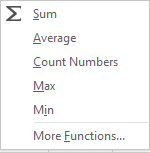 Sum
Average
Count Numbers
Max
Min
More Functions...